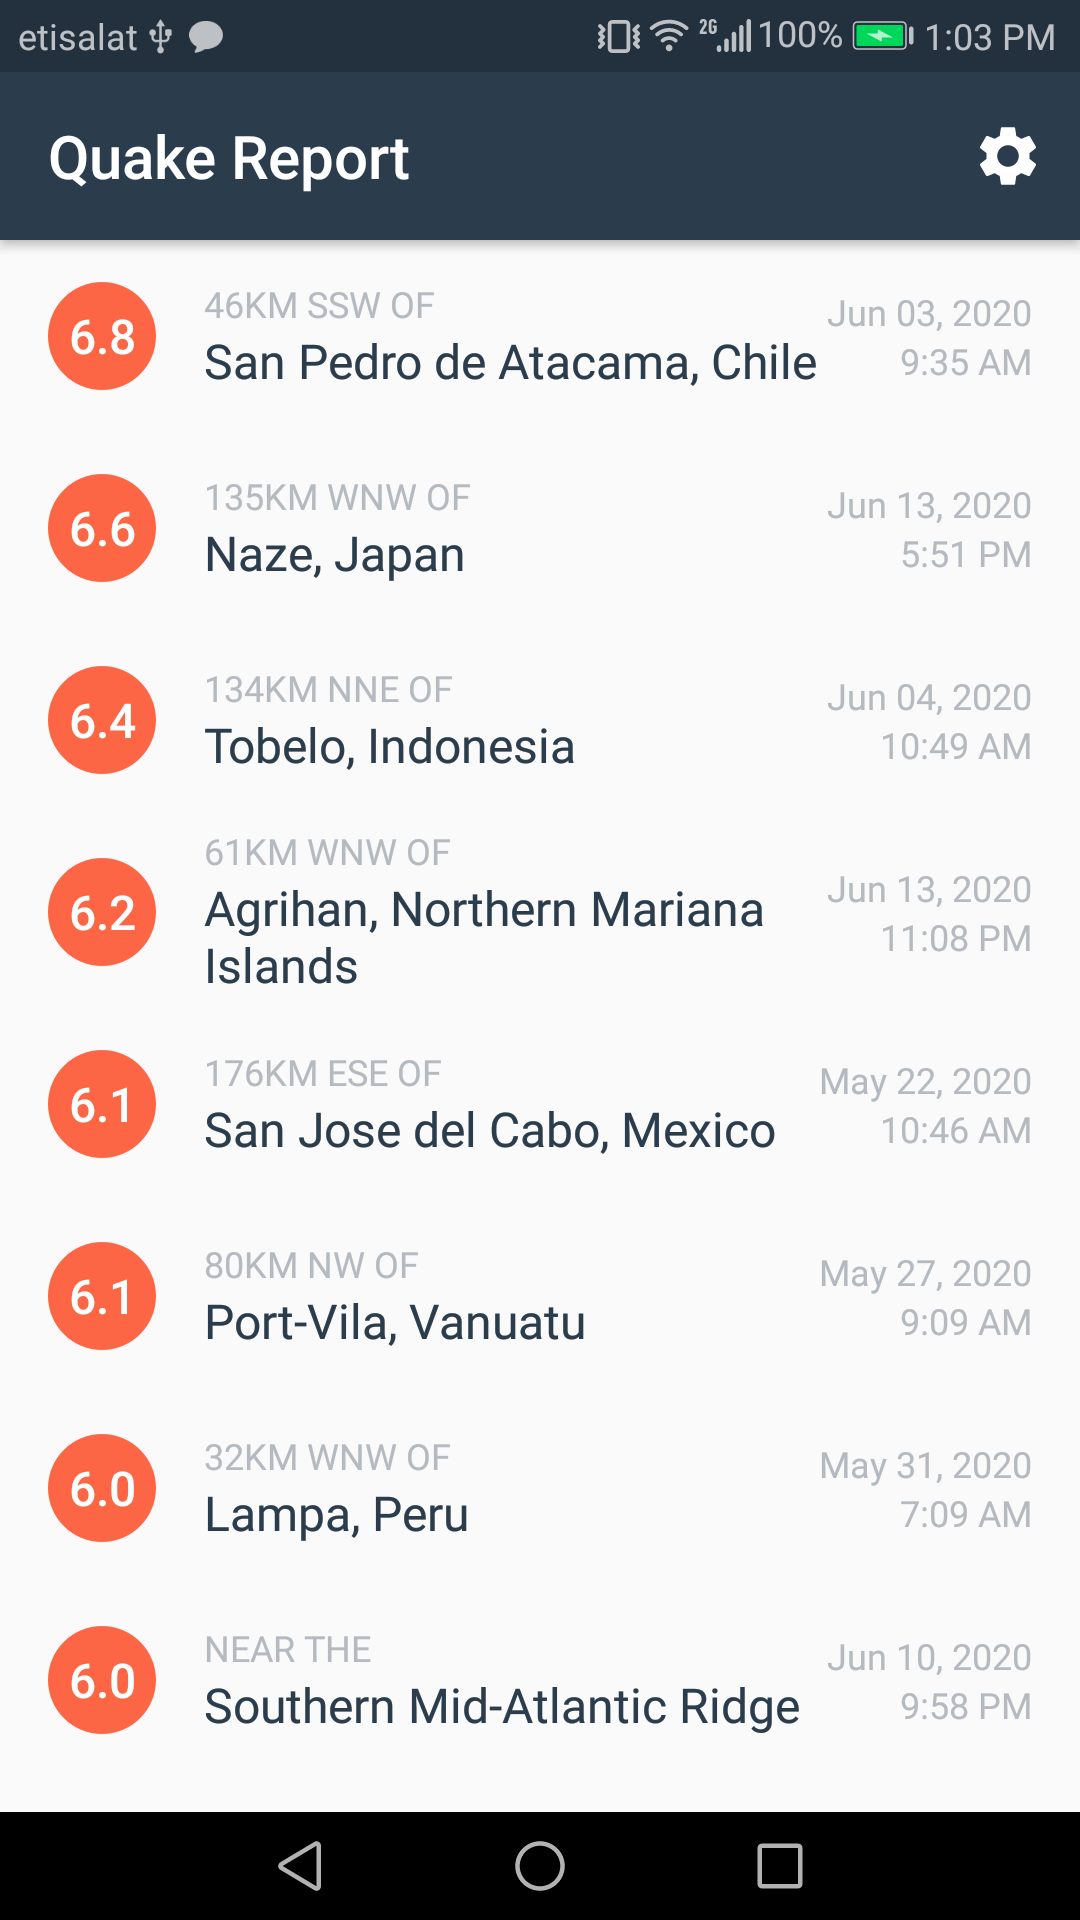 etisalat 2G 100% 1:03 PM
Quake Report
6.8
46KM SSW OF
San Pedro de Atacama, Chile
Jun 03, 2020
9:35 AM
6.6
135KM WNW OF
Naze, Japan
Jun 13, 2020
5:51 PM
6.4
134KM NNE OF
Tobelo, Indonesia
Jun 04, 2020
10:49 AM
6.2
61KM WNW OF
Agrihan, Northern Mariana
Islands
Jun 13, 2020
11:08 PM
6.1
176KM ESE OF
San Jose del Cabo, Mexico
May 22, 2020
10:46 AM
6.1
80KM NW OF
Port-Vila, Vanuatu
May 27, 2020
9:09 AM
6.0
32KM WNW OF
Lampa, Peru
May 31, 2020
7:09 AM
6.0
NEAR THE
Southern Mid-Atlantic Ridge
Jun 10, 2020
9:58 PM